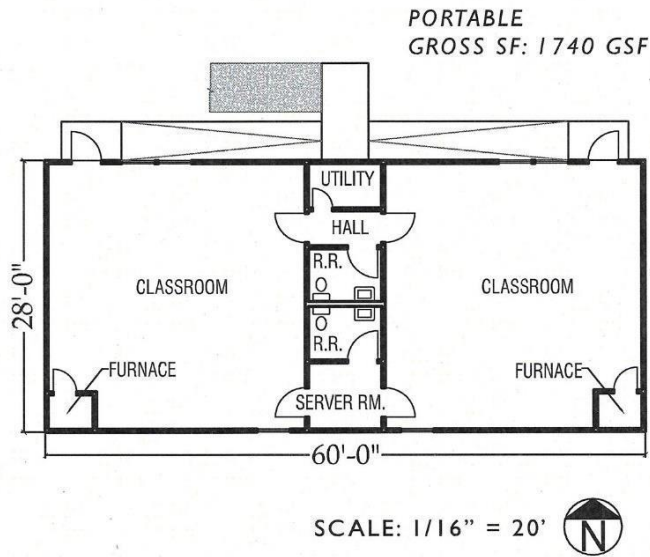 PORTABLE
GROSS SF: 1740 GSF
UTILITY
HALL
R.R.
CLASSROOM
CLASSROOM
28'-0"
R.R.
FURNACE
FURNACE
SERVER RM.
60'-0"
SCALE: 1/16” = 20'
N